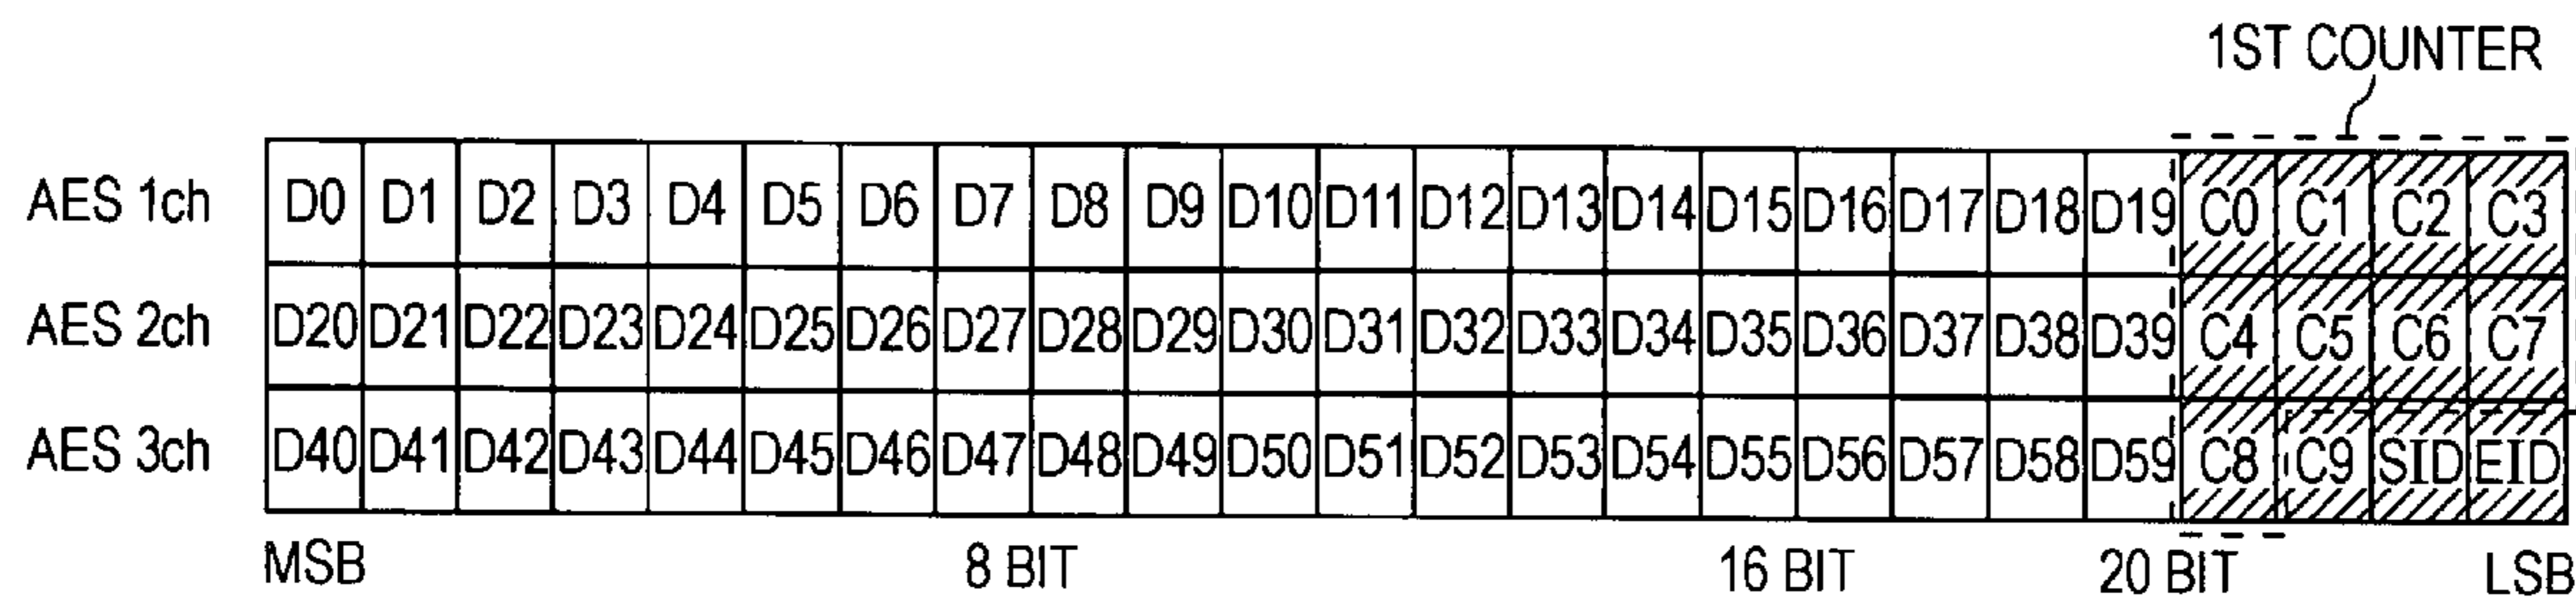 1ST COUNTER
AES 1ch D0 D1 D2 D3 D4 D5 D6 D7 D8 D9 D10 D11 D12 D13 D14 D15 D16 D17 D18 D19 C0 C1 C2 C3
AES 2ch D20 D21 D22 D23 D24 D25 D26 D27 D28 D29 D30 D31 D32 D33 D34 D35 D36 D37 D38 D39 C4 C5 C6 C7
AES 3ch D40 D41 D42 D43 D44 D45 D46 D47 D48 D49 D50 D51 D52 D53 D54 D55 D56 D57 D58 D59 C8 C9 SID EID
MSB 8 BIT 16 BIT 20 BIT LSB